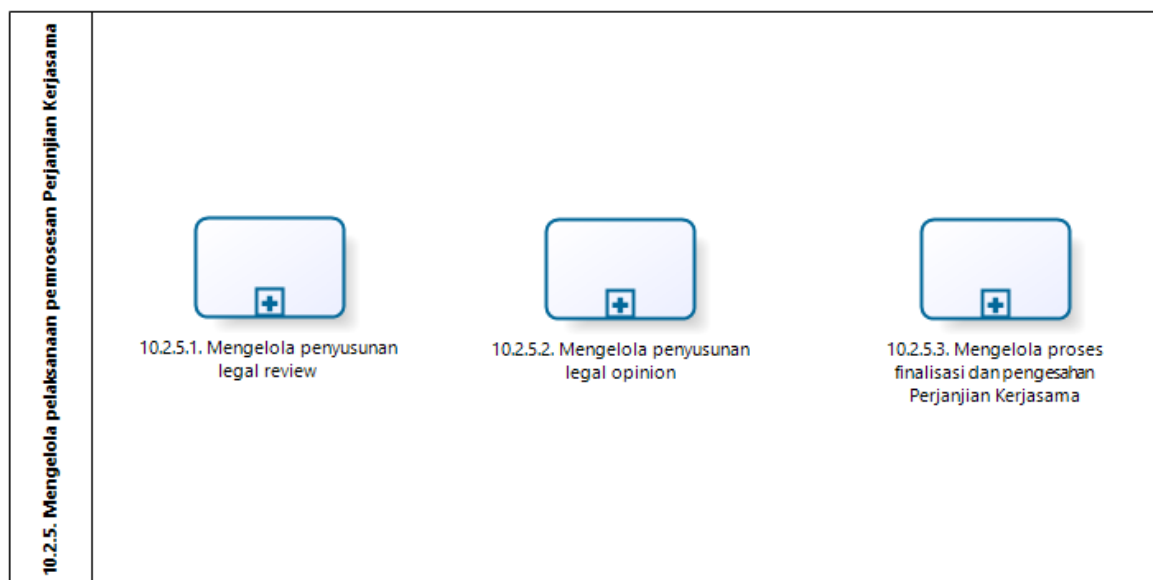 10.2.5. Mengelola pelaksanaan pemrosesan Perjanjian Kerjasama
10.2.5.1. Mengelola penyusunan
legal review
10.2.5.2. Mengelola penyusunan
legal opinion
10.2.5.3. Mengelola proses
finalisasi dan pengesahan
Perjanjian Kerjasama